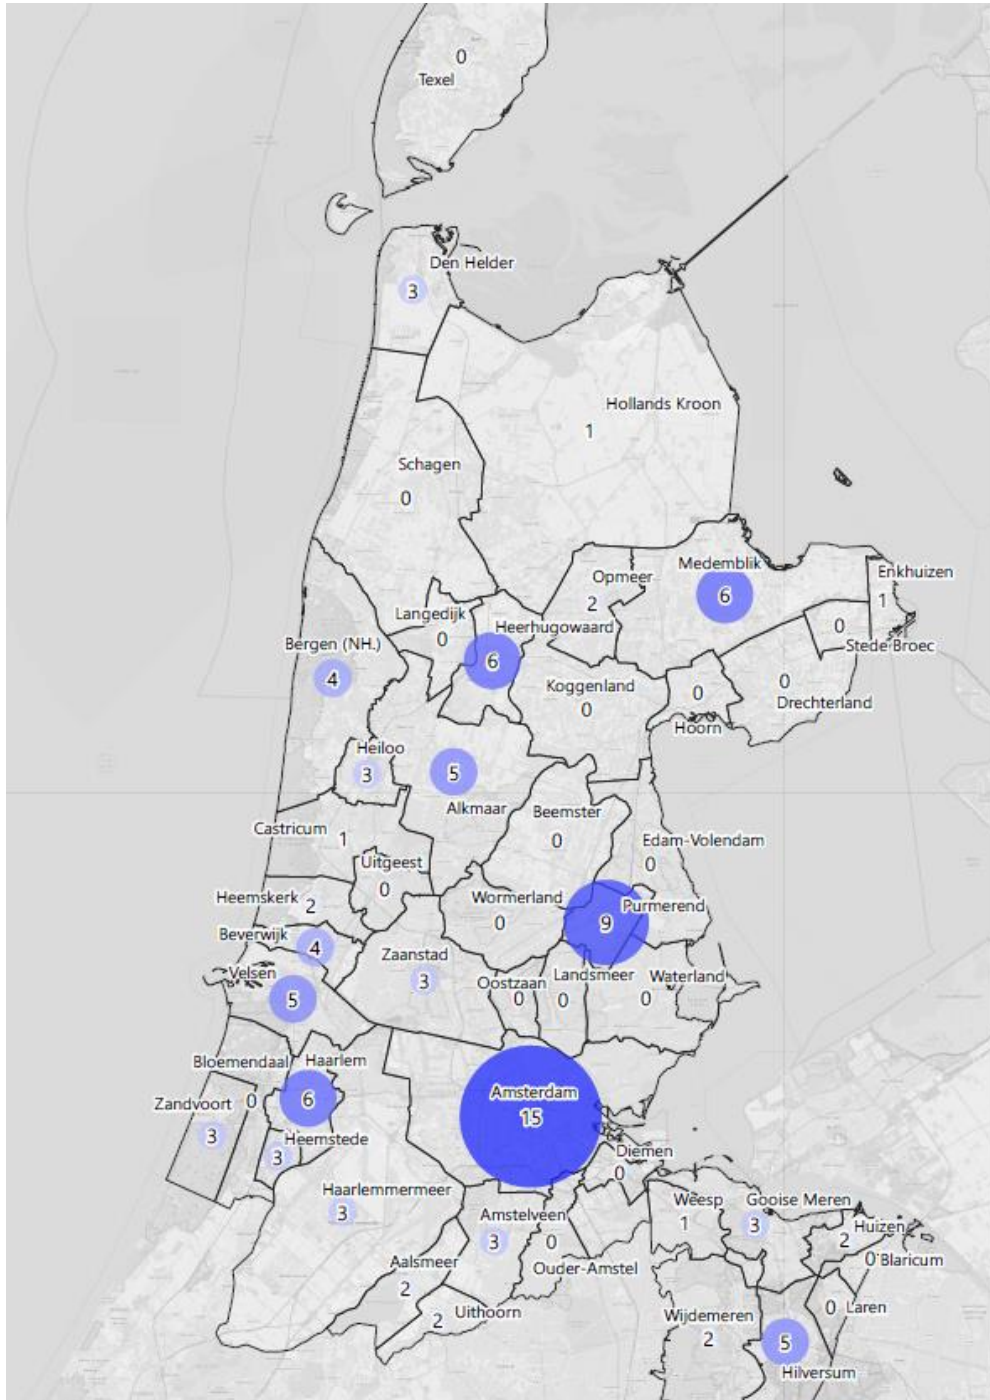 0
Texel
Den Helder
3
Hollands Kroon
1
Schagen
0
Medemblik
6
Opmeer
2
Enkhuizen
1
Langedijk
0
Heerhugowaard
6
0
Stede Broec
Bergen (NH.)
4
Koggenland
0
0
Hoorn
0
Drechterland
Heiloo
3
5
Alkmaar
Beemster
0
Castricum
1
Edam-Volendam
0
Uitgeest
0
Heemskerk
2
Wormerland
0
Purmerend
9
Beverwijk
4
Zaanstad
3
Velsen
5
Oostzaan
0
Landsmeer
0
Waterland
0
Bloemendaal
0
Haarlem
6
Zandvoort
3
Amsterdam
15
Heemstede
3
Diemen
0
Haarlemmermeer
3
Amstelveen
3
0
Ouder-Amstel
Weesp
1
Gooise Meren
3
Huizen
2
0
Blaricum
Aalsmeer
2
Uithoorn
2
Wijdemeren
2
0
Laren
5
Hilversum